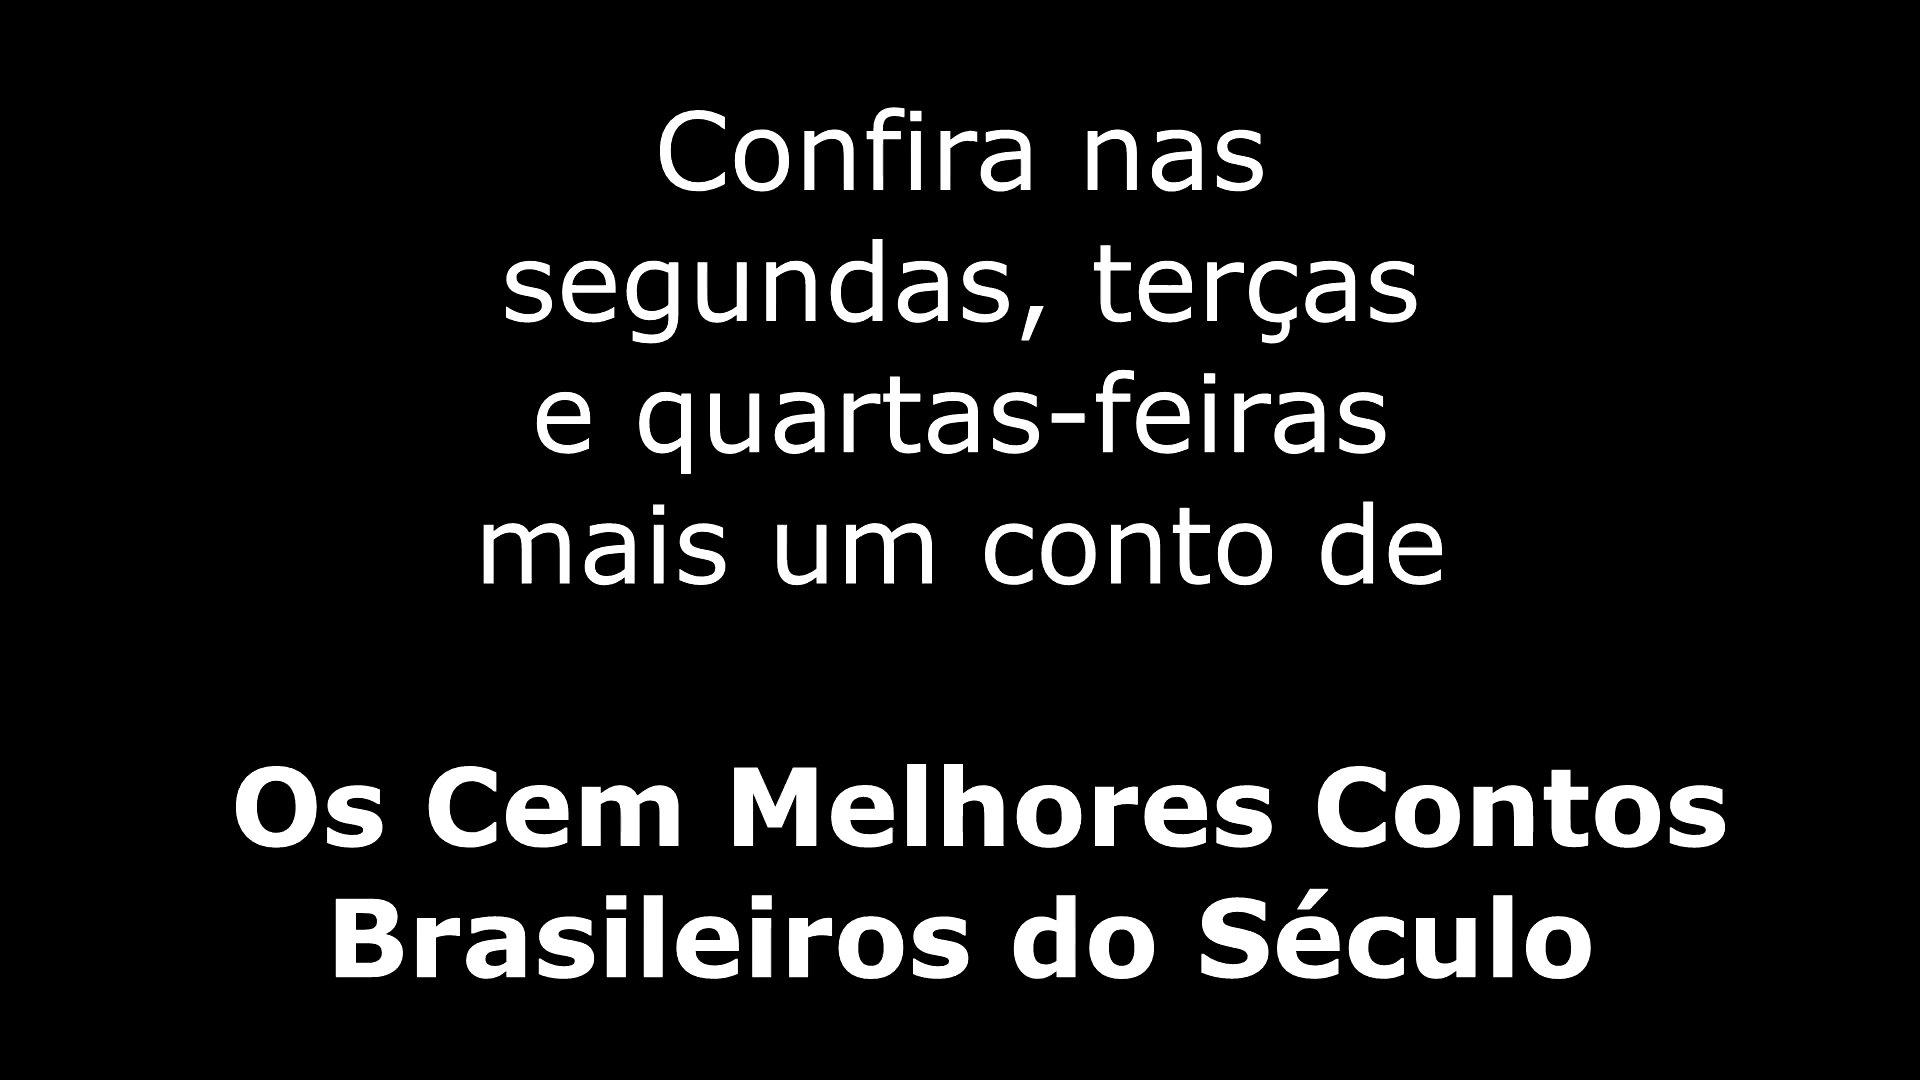 Confira nas
segundas, terças
e quartas-feiras
mais um conto de
Os Cem Melhores Contos
Brasileiros do Século